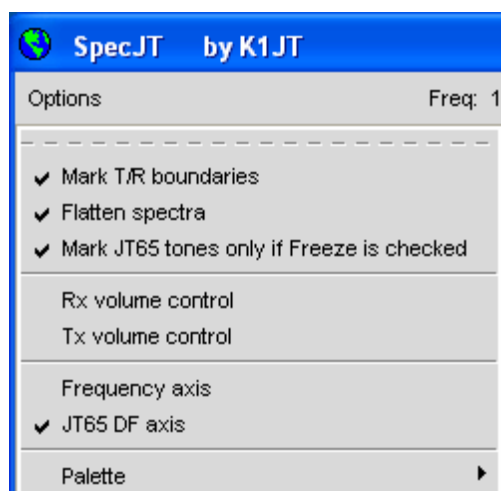 SpecJT by K1JT
Options Freq: 1
Mark T/R boundaries
Flatten spectra
Mark JT65 tones only if Freeze is checked
Rx volume control
Tx volume control
Frequency axis
JT65 DF axis
Palette